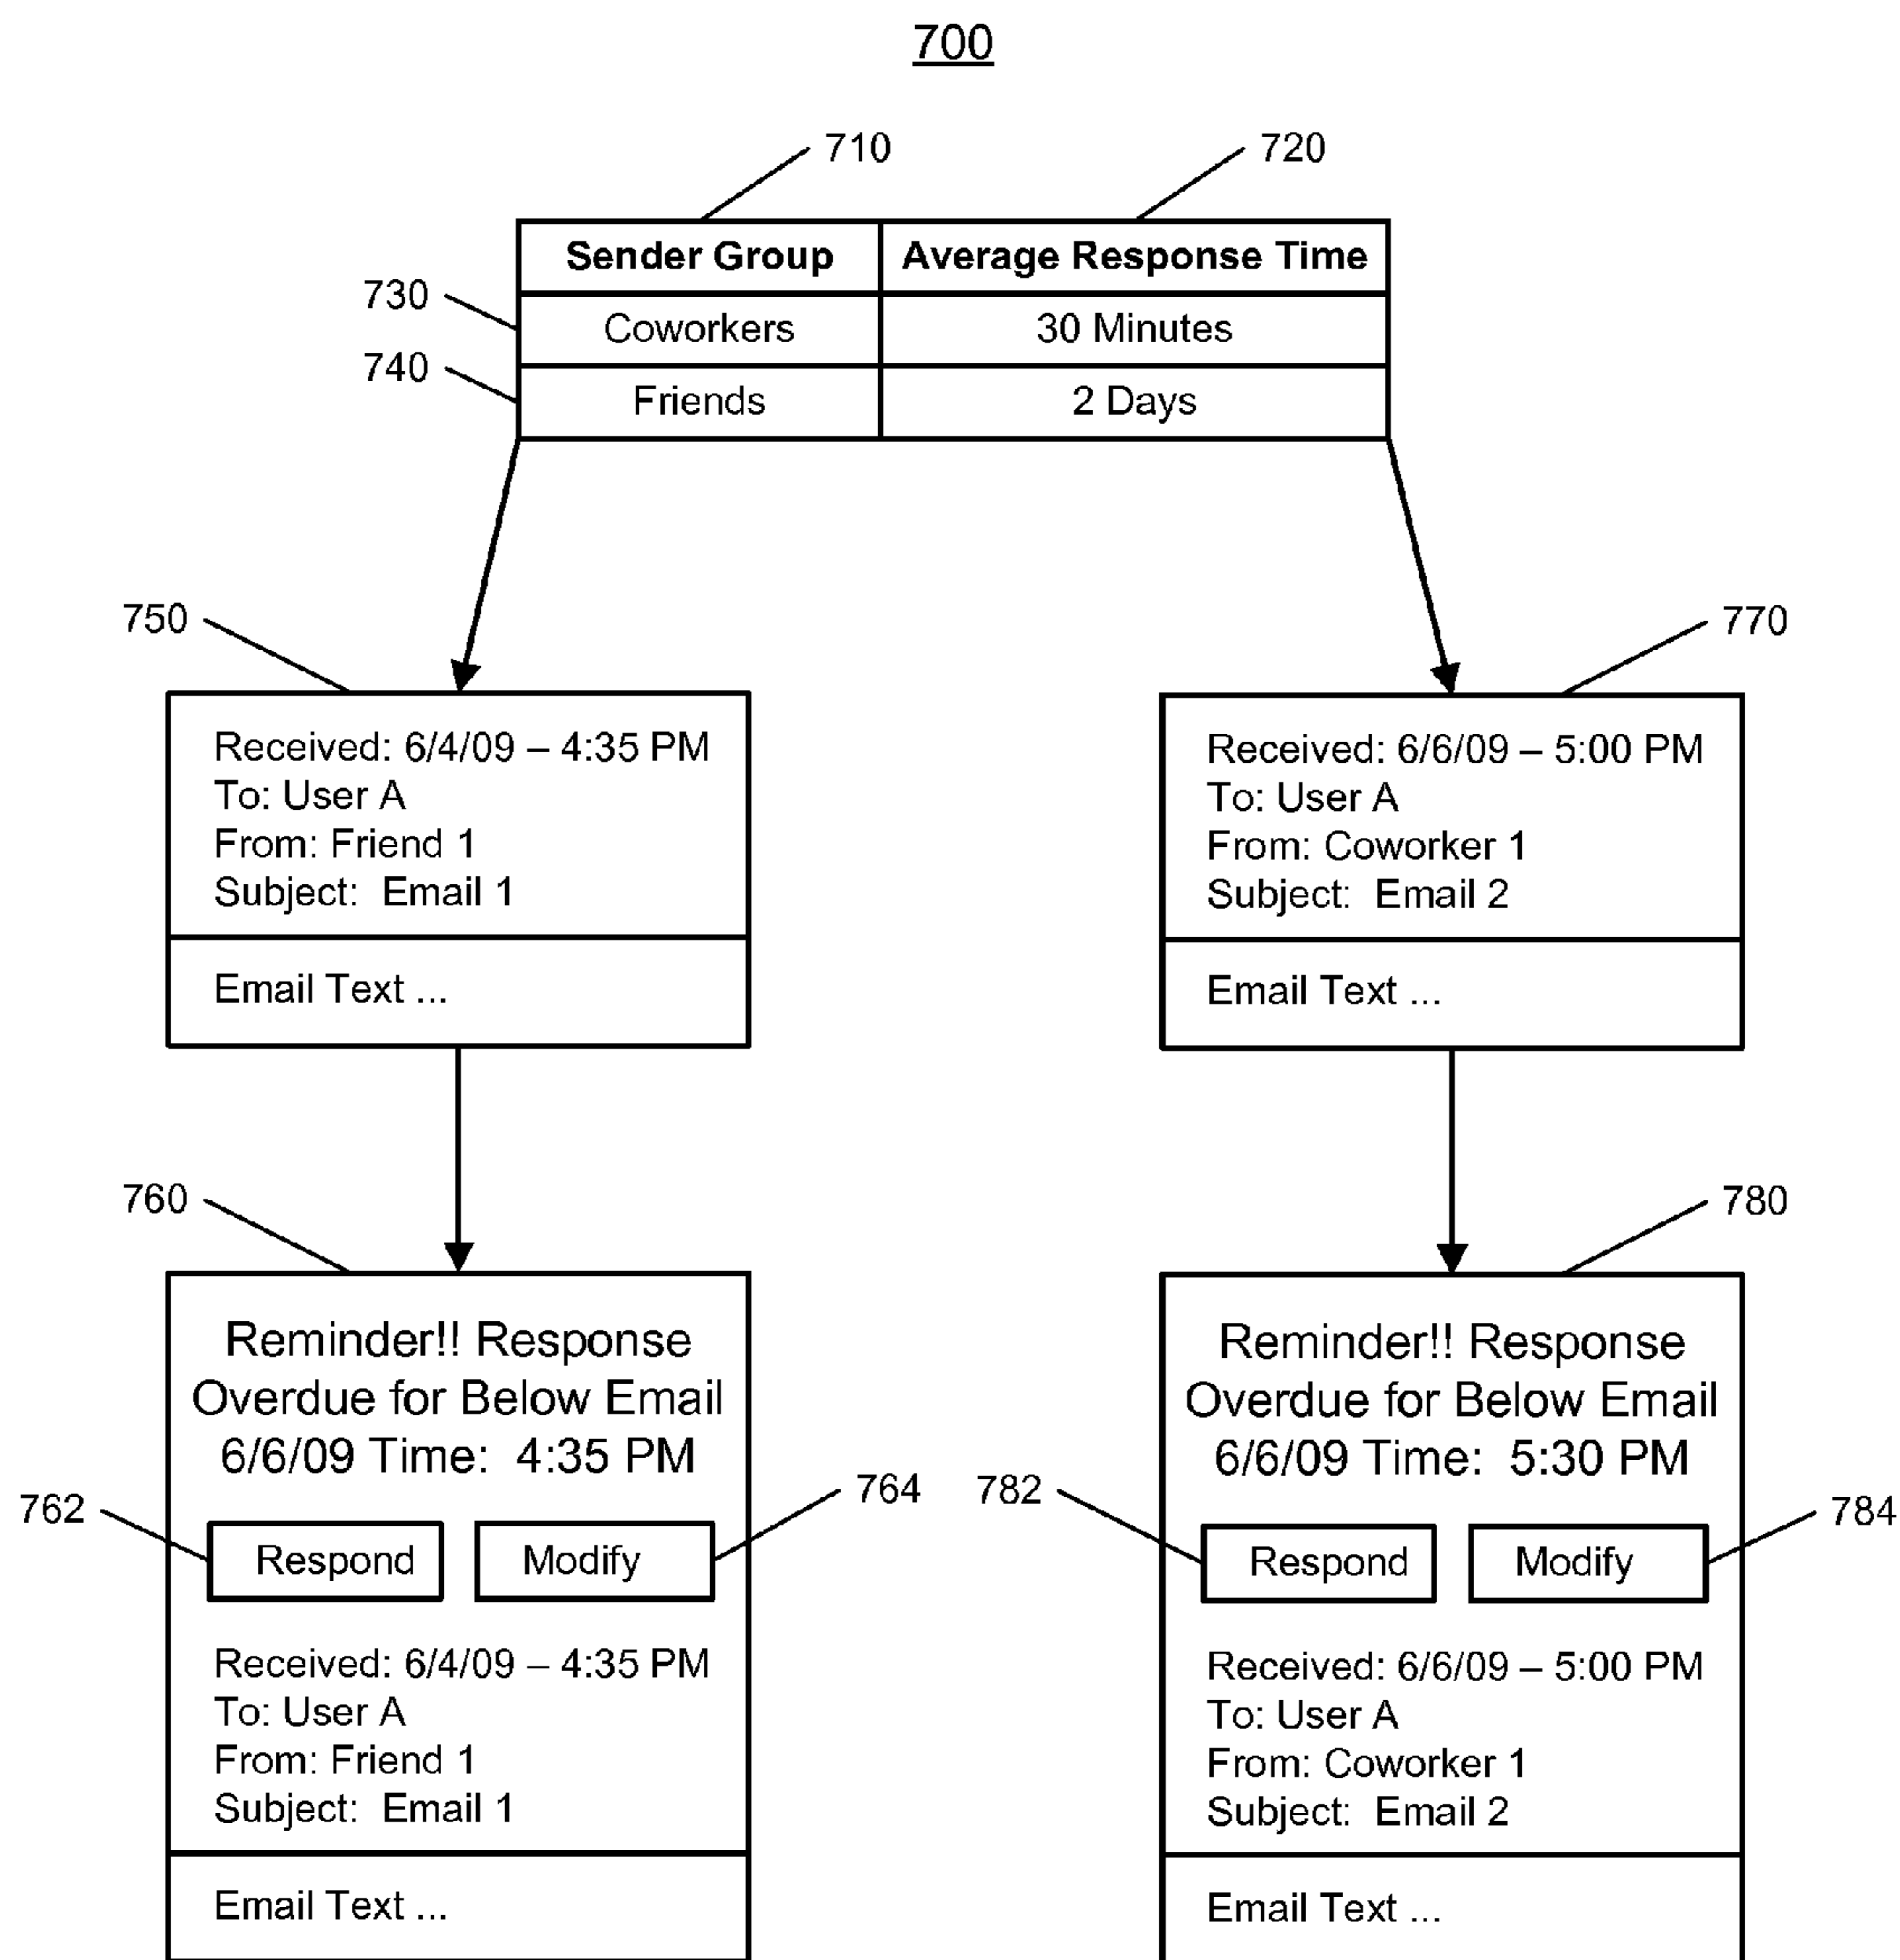 700
710
720
Sender Group Average Response Time
730
Coworkers 30 Minutes
740
Friends 2 Days
750
Received: 6/4/09 – 4:35 PM
To: User A
From: Friend 1
Subject: Email 1
Email Text ...
770
Received: 6/6/09 – 5:00 PM
To: User A
From: Coworker 1
Subject: Email 2
Email Text ...
760
Reminder!! Response
Overdue for Below Email
6/6/09 Time: 4:35 PM
762
Respond
Modify
764
Received: 6/4/09 – 4:35 PM
To: User A
From: Friend 1
Subject: Email 1
Email Text ...
780
Reminder!! Response
Overdue for Below Email
6/6/09 Time: 5:30 PM
782
Respond
Modify
784
Received: 6/6/09 – 5:00 PM
To: User A
From: Coworker 1
Subject: Email 2
Email Text ...